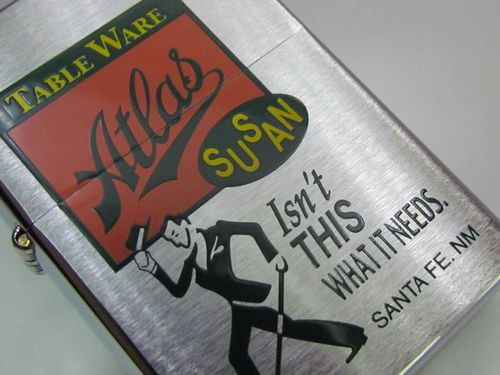 TABLE WARE
Atlas
SUSAN
Isn't
THIS
WHAT IT NEEDS.
SANTA FE. NM